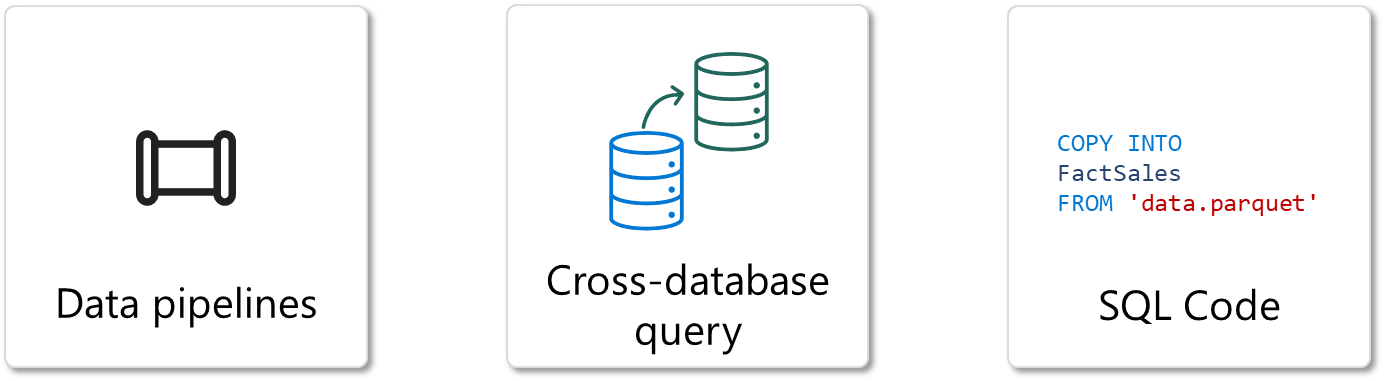 Data pipelines
Cross-database
query
COPY INTO
FactSales
FROM 'data.parquet'
SQL Code